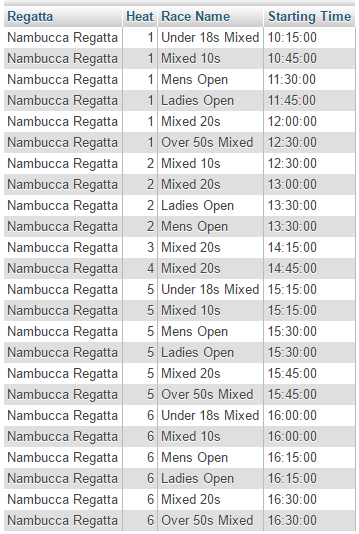 Regatta Heat Race Name Starting Time
Nambucca Regatta 1 Under 18s Mixed 10:15:00
Nambucca Regatta 1 Mixed 10s 10:45:00
Nambucca Regatta 1 Mens Open 11:30:00
Nambucca Regatta 1 Ladies Open 11:45:00
Nambucca Regatta 1 Mixed 20s 12:00:00
Nambucca Regatta 1 Over 50s Mixed 12:30:00
Nambucca Regatta 2 Mixed 10s 12:30:00
Nambucca Regatta 2 Mixed 20s 13:00:00
Nambucca Regatta 2 Ladies Open 13:30:00
Nambucca Regatta 2 Mens Open 13:30:00
Nambucca Regatta 3 Mixed 20s 14:15:00
Nambucca Regatta 4 Mixed 20s 14:45:00
Nambucca Regatta 5 Under 18s Mixed 15:15:00
Nambucca Regatta 5 Mixed 10s 15:15:00
Nambucca Regatta 5 Mens Open 15:30:00
Nambucca Regatta 5 Ladies Open 15:30:00
Nambucca Regatta 5 Mixed 20s 15:45:00
Nambucca Regatta 5 Over 50s Mixed 15:45:00
Nambucca Regatta 6 Under 18s Mixed 16:00:00
Nambucca Regatta 6 Mixed 10s 16:00:00
Nambucca Regatta 6 Mens Open 16:15:00
Nambucca Regatta 6 Ladies Open 16:15:00
Nambucca Regatta 6 Mixed 20s 16:30:00
Nambucca Regatta 6 Over 50s Mixed 16:30:00